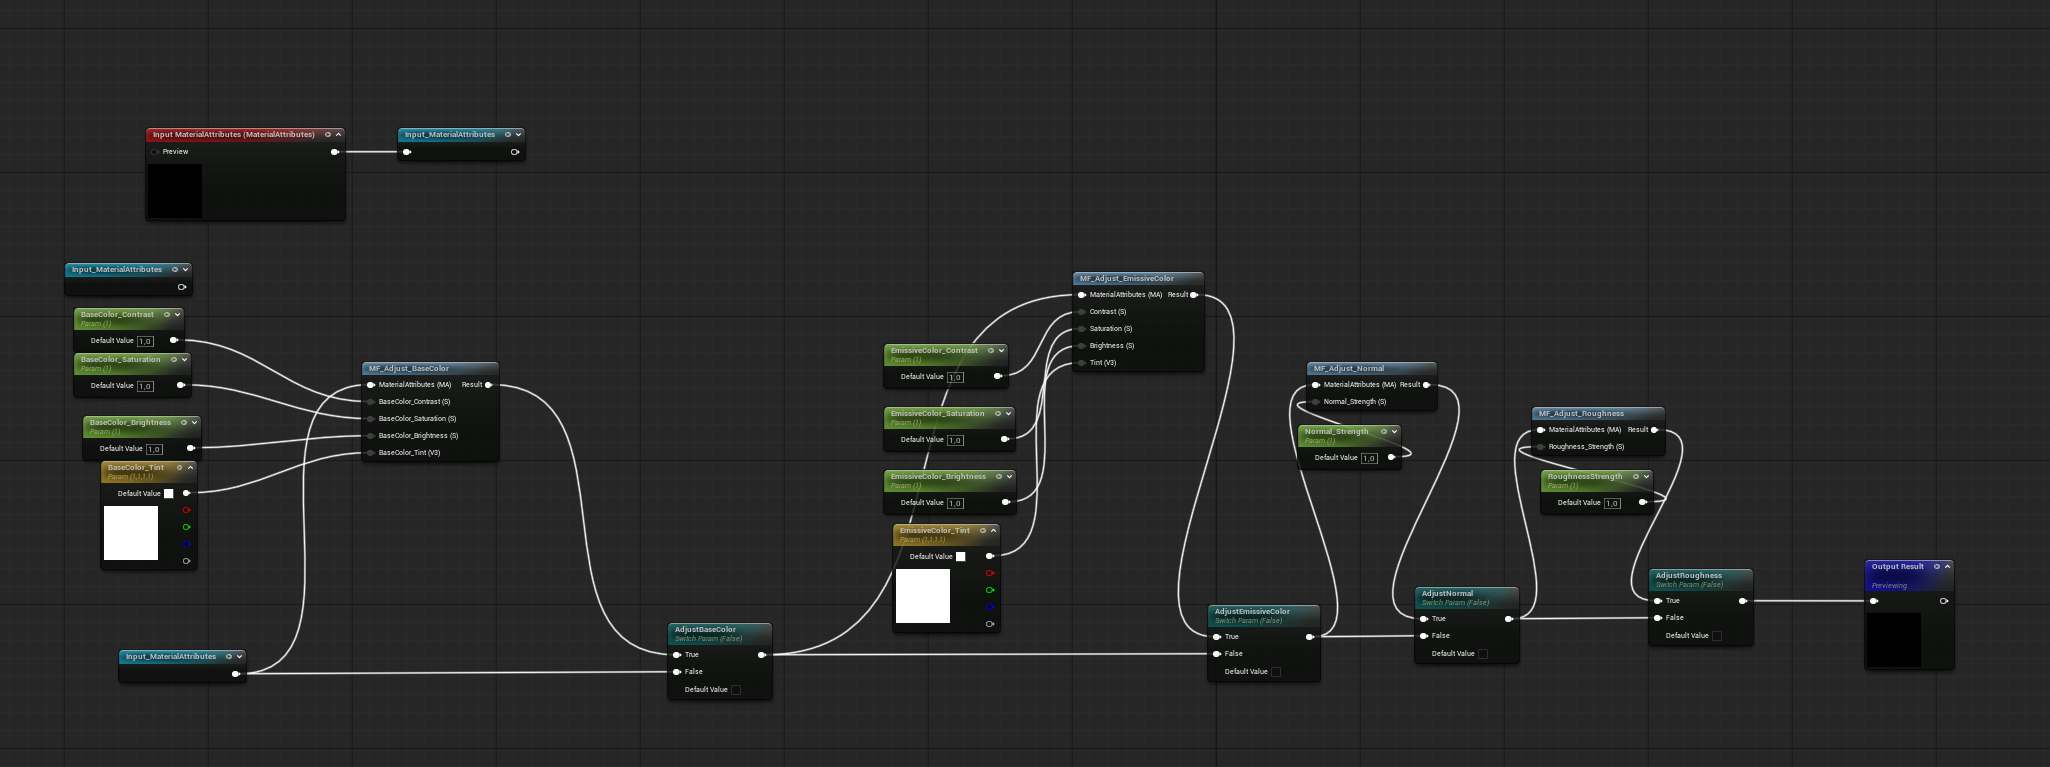 Input MaterialAttributes (MaterialAttributes)
Preview
Input_MaterialAttributes
Input_MaterialAttributes
BaseColor_Contrast
Param (1)
Default Value 1,0
BaseColor_Saturation
Param (1)
Default Value 1,0
BaseColor_Brightness
Param (1)
Default Value 1,0
BaseColor_Tint
Param (1,1,1,1)
Default Value
Input_MaterialAttributes
MF_Adjust_BaseColor
MaterialAttributes (MA) Result
BaseColor_Contrast (S)
BaseColor_Saturation (S)
BaseColor_Brightness (S)
BaseColor_Tint (V3)
AdjustBaseColor
Switch Param (False)
True
False
Default Value
EmissiveColor_Contrast
Param (1)
Default Value 1,0
EmissiveColor_Saturation
Param (1)
Default Value 1,0
EmissiveColor_Brightness
Param (1)
Default Value 1,0
EmissiveColor_Tint
Param (1,1,1,1)
Default Value
MF_Adjust_EmissiveColor
MaterialAttributes (MA) Result
Contrast (S)
Saturation (S)
Brightness (S)
Tint (V3)
AdjustEmissiveColor
Switch Param (False)
True
False
Default Value
MF_Adjust_Normal
MaterialAttributes (MA) Result
Normal_Strength (S)
Normal_Strength
Param (1)
Default Value 1,0
AdjustNormal
Switch Param (False)
True
False
Default Value
MF_Adjust_Roughness
MaterialAttributes (MA) Result
Roughness_Strength (S)
RoughnessStrength
Param (1)
Default Value 1,0
AdjustRoughness
Switch Param (False)
True
False
Default Value
Output Result
Previewing